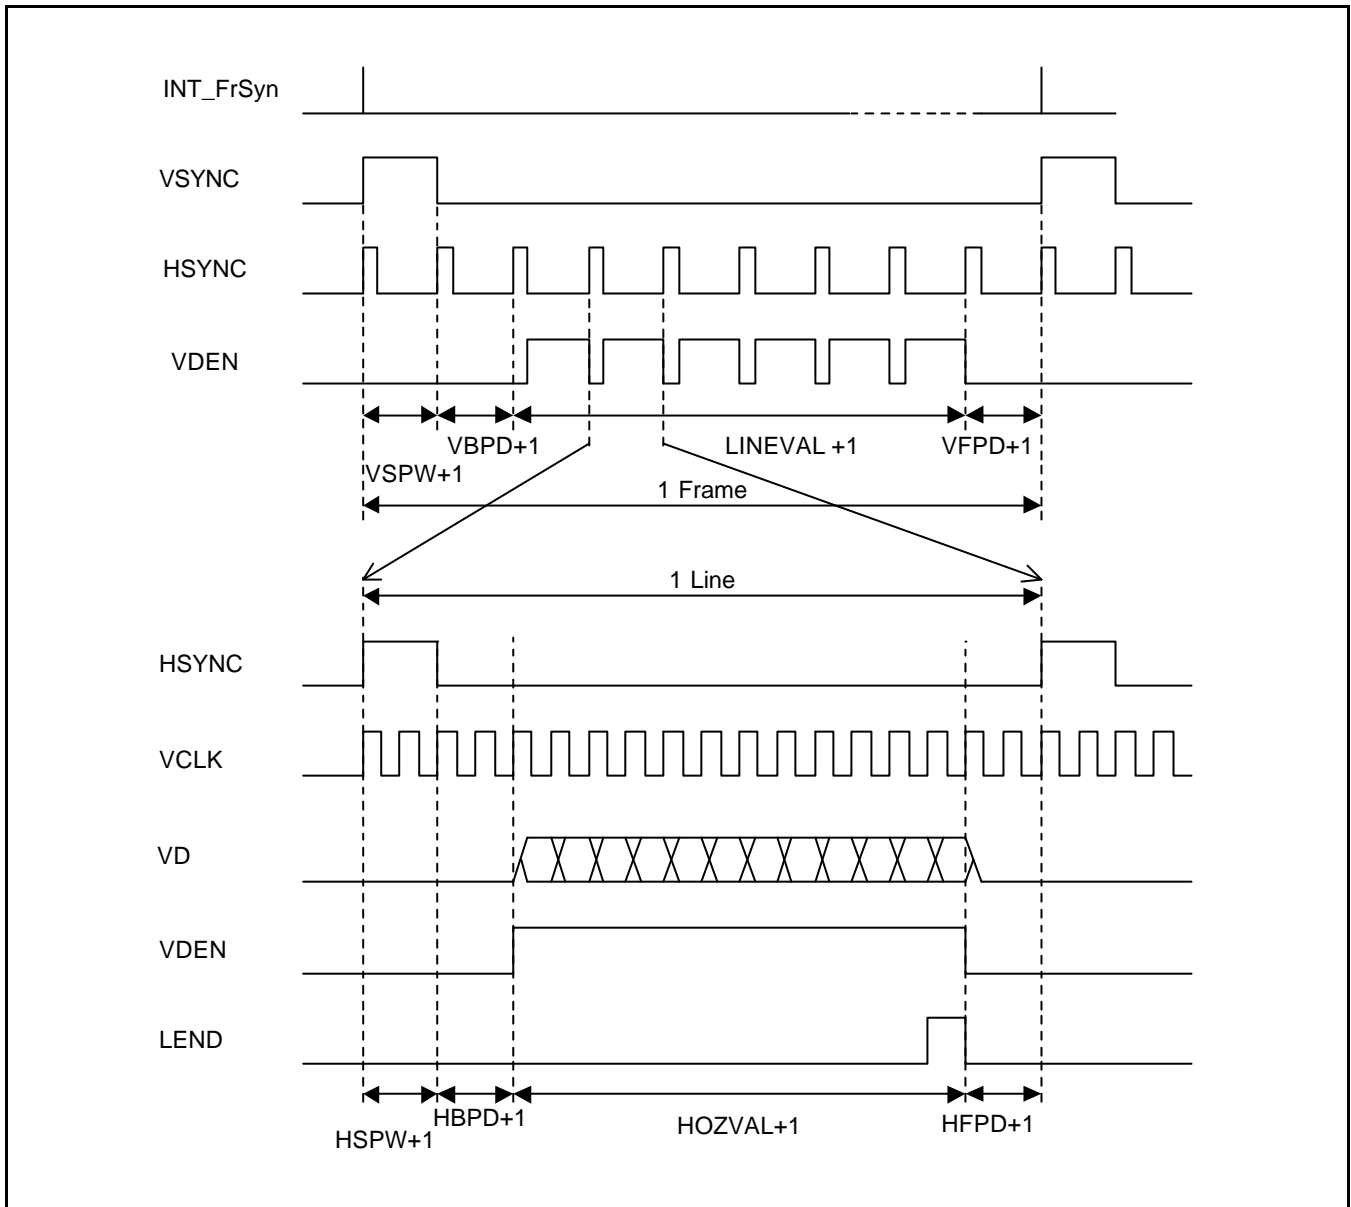 INT_FrSyn
VSYNC
HSYNC
VDEN
VBPD+1
LINEVAL +1
VFPD+1
VSPW+1
1 Frame
1 Line
HSYNC
VCLK
VD
VDEN
LEND
HBPD+1
HOZVAL+1
HFPD+1
HSPW+1